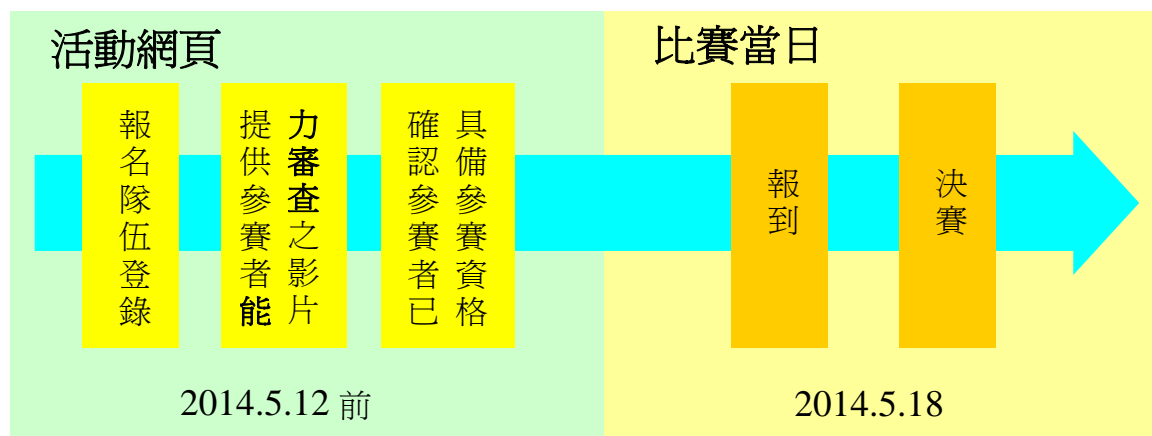 活動網頁
比賽當日
報名隊伍登錄
提供參賽者能
力審查之影片
確認參賽者已
具備參賽資格
報到
決賽
2014.5.12 前
2014.5.18